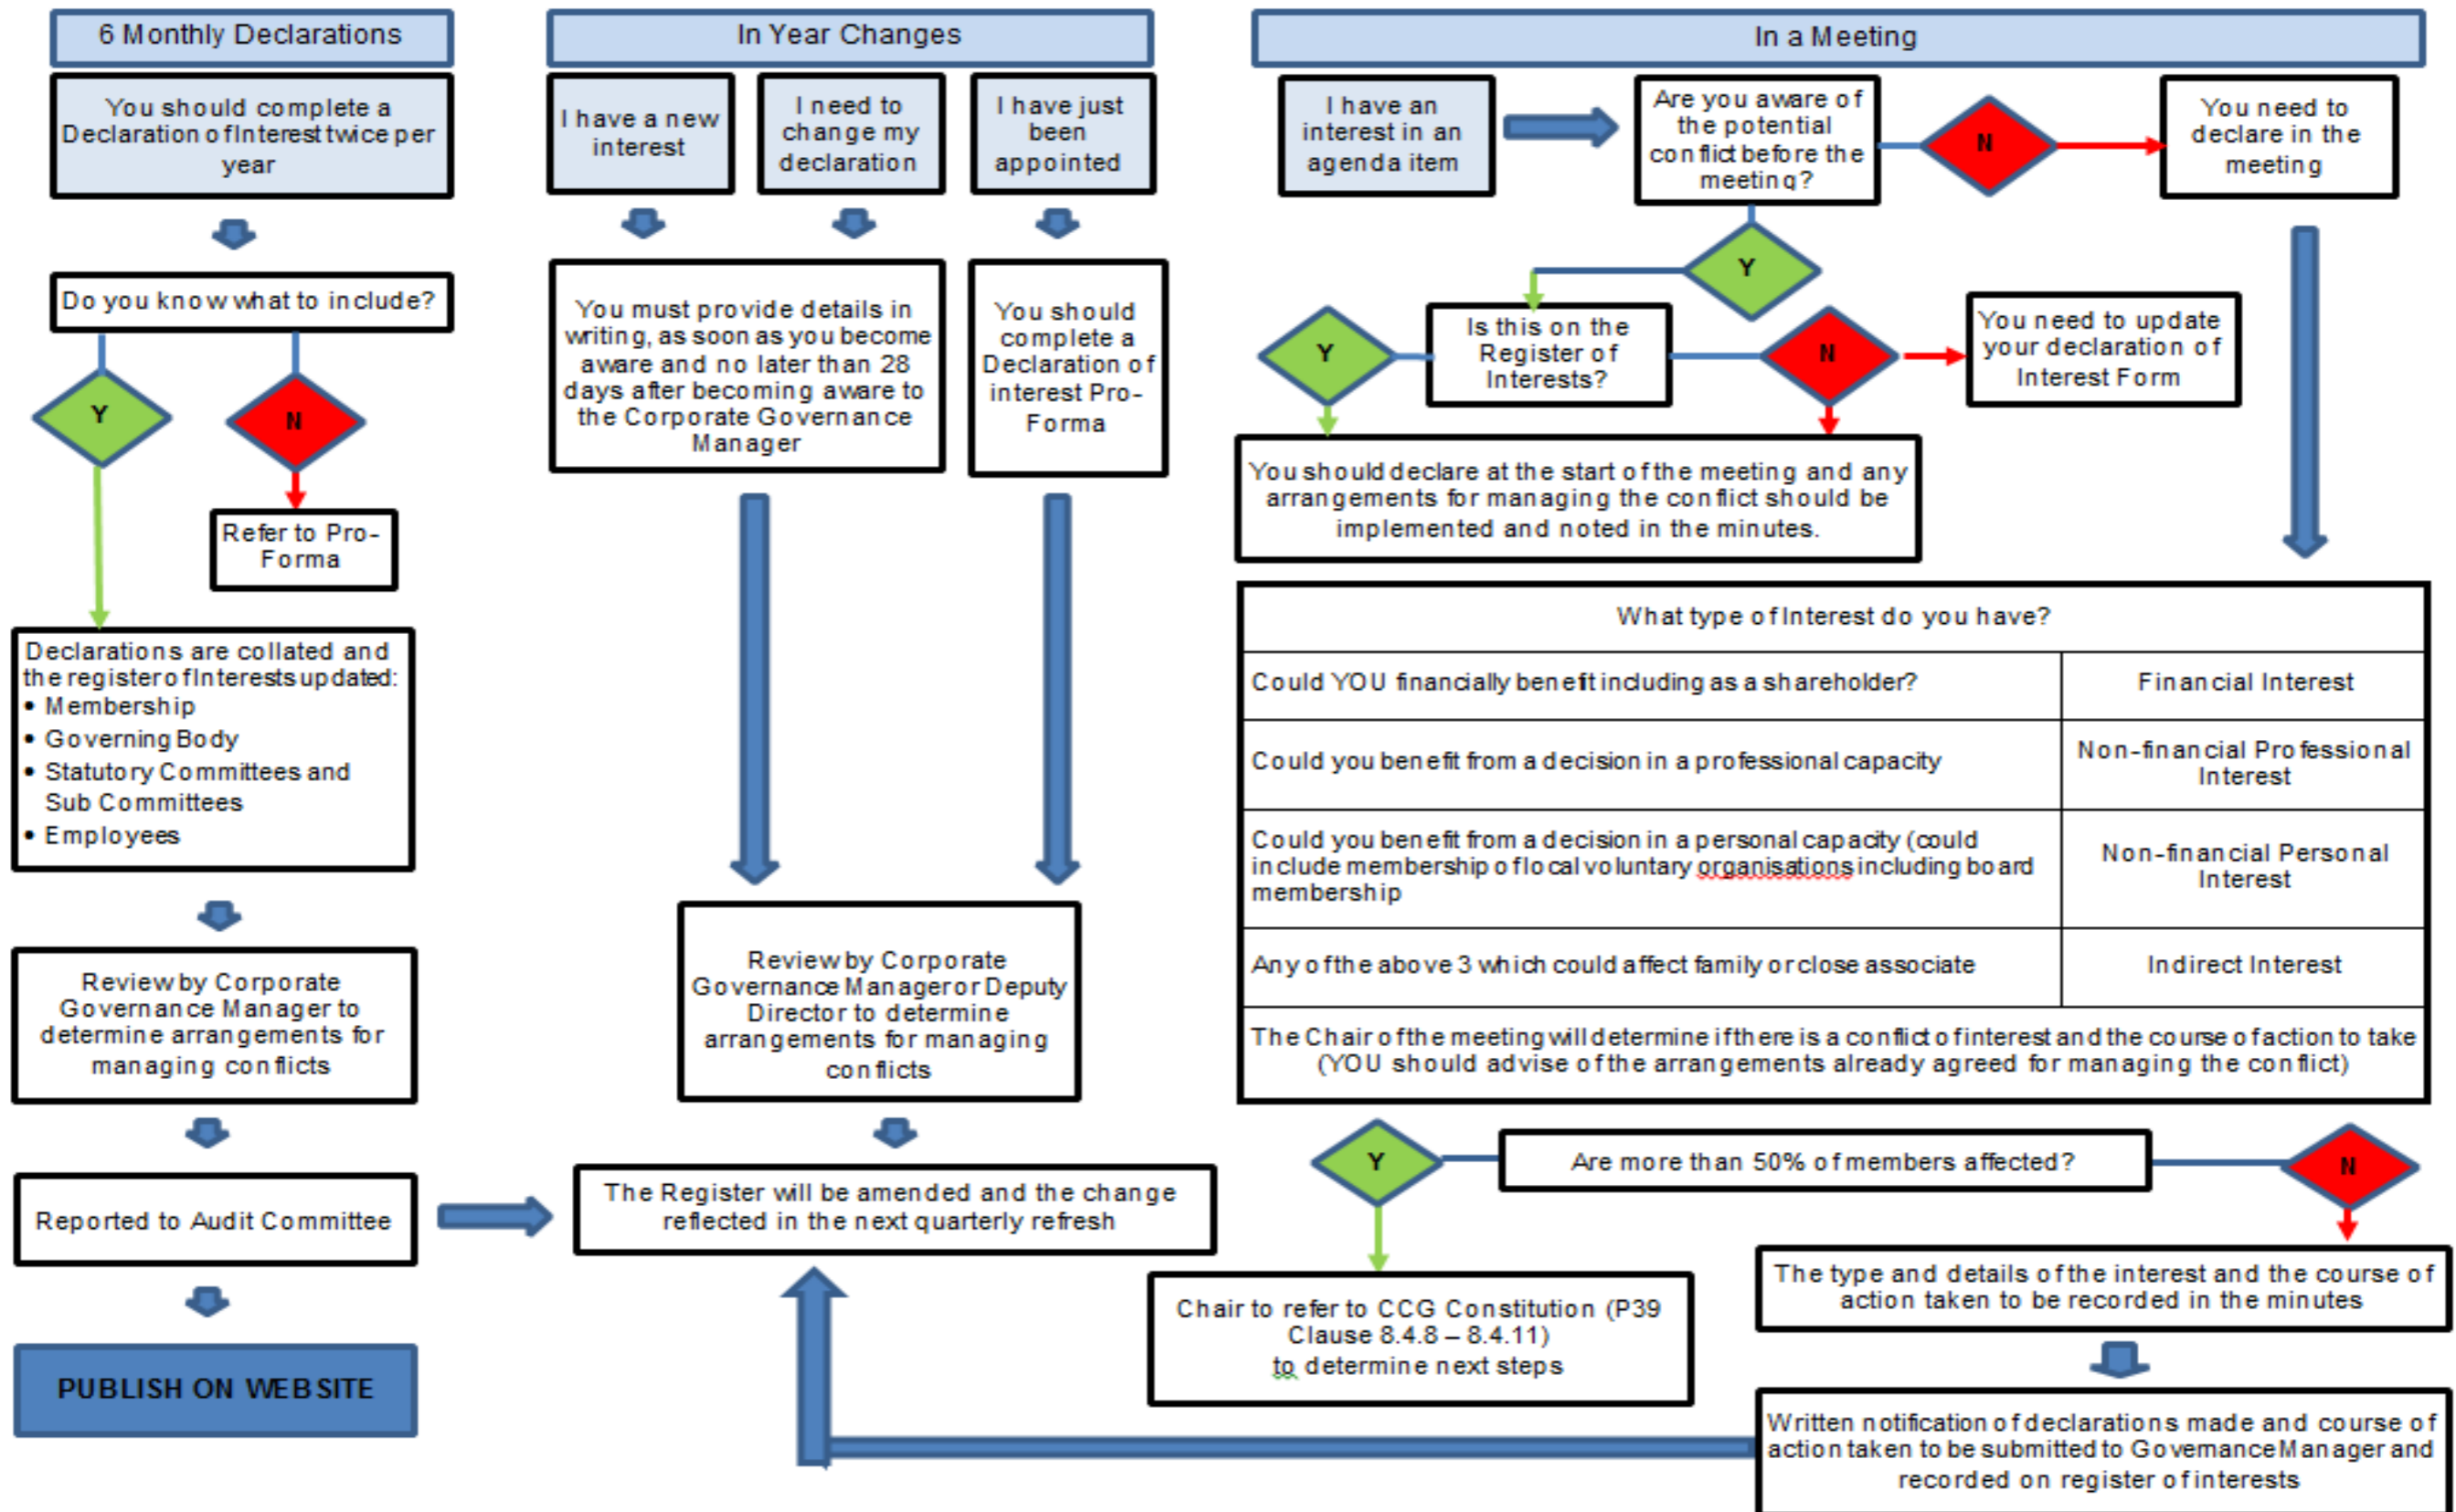 6 Monthly Declarations
You should complete a
Declaration of Interest twice per
year
Do you know what to include?
Y
N
Refer to Pro-
Forma
Declarations are collated and
the register of Interests updated:
• Membership
• Governing Body
• Statutory Committees and
Sub Committees
• Employees
Review by Corporate
Governance Manager to
determine arrangements for
managing conflicts
Reported to Audit Committee
PUBLISH ON WEBSITE
In Year Changes
I have a new
interest
I need to
change my
declaration
I have just
been
appointed
You must provide details in
writing, as soon as you become
aware and no later than 28
days after becoming aware to
the Corporate Governance
Manager
You should
complete a
Declaration of
interest Pro-
Forma
Review by Corporate
Governance Manager or Deputy
Director to determine
arrangements for managing
conflicts
The Register will be amended and the change
reflected in the next quarterly refresh
In a Meeting
I have an
interest in an
agenda item
Are you aware of
the potential
conflict before the
meeting?
N
You need to
declare in the
meeting
Y
Y
Is this on the
Register of
Interests?
N
You need to update
your declaration of
Interest Form
You should declare at the start of the meeting and any
arrangements for managing the conflict should be
implemented and noted in the minutes.
What type of Interest do you have?
Could YOU financially benefit including as a shareholder?
Financial Interest
Could you benefit from a decision in a professional capacity
Non-financial Professional
Interest
Could you benefit from a decision in a personal capacity (could
include membership of local voluntary organisations including board
membership
Non-financial Personal
Interest
Any of the above 3 which could affect family or close associate
Indirect Interest
The Chair of the meeting will determine if there is a conflict of interest and the course of action to take
(YOU should advise of the arrangements already agreed for managing the conflict)
Y
Are more than 50% of members affected?
N
Chair to refer to CCG Constitution (P39
Clause 8.4.8 – 8.4.11)
to determine next steps
The type and details of the interest and the course of
action taken to be recorded in the minutes
Written notification of declarations made and course of
action taken to be submitted to Governance Manager and
recorded on register of interests